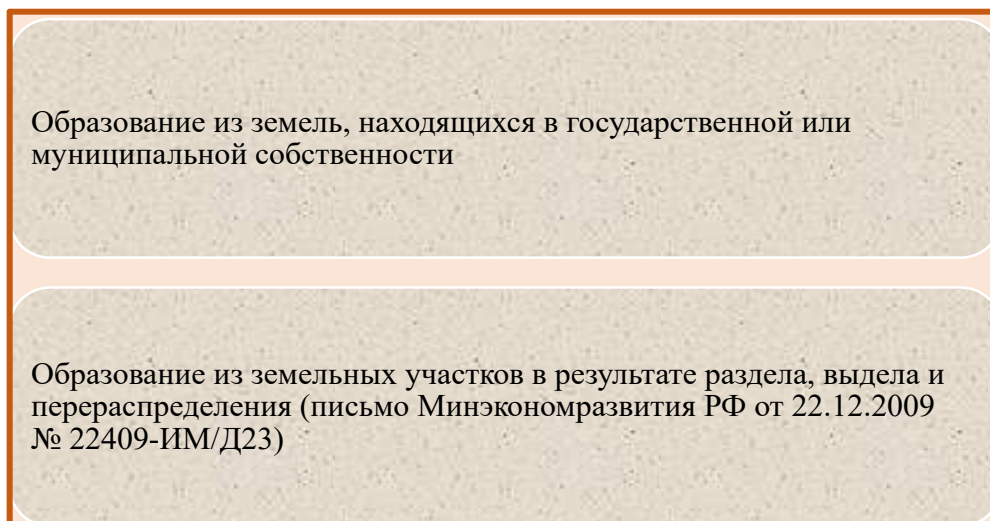 Образование из земель, находящихся в государственной или
муниципальной собственности
Образование из земельных участков в результате раздела, выдела и
перераспределения (письмо Минэкономразвития РФ от 22.12.2009
№ 22409-ИМ/Д23)